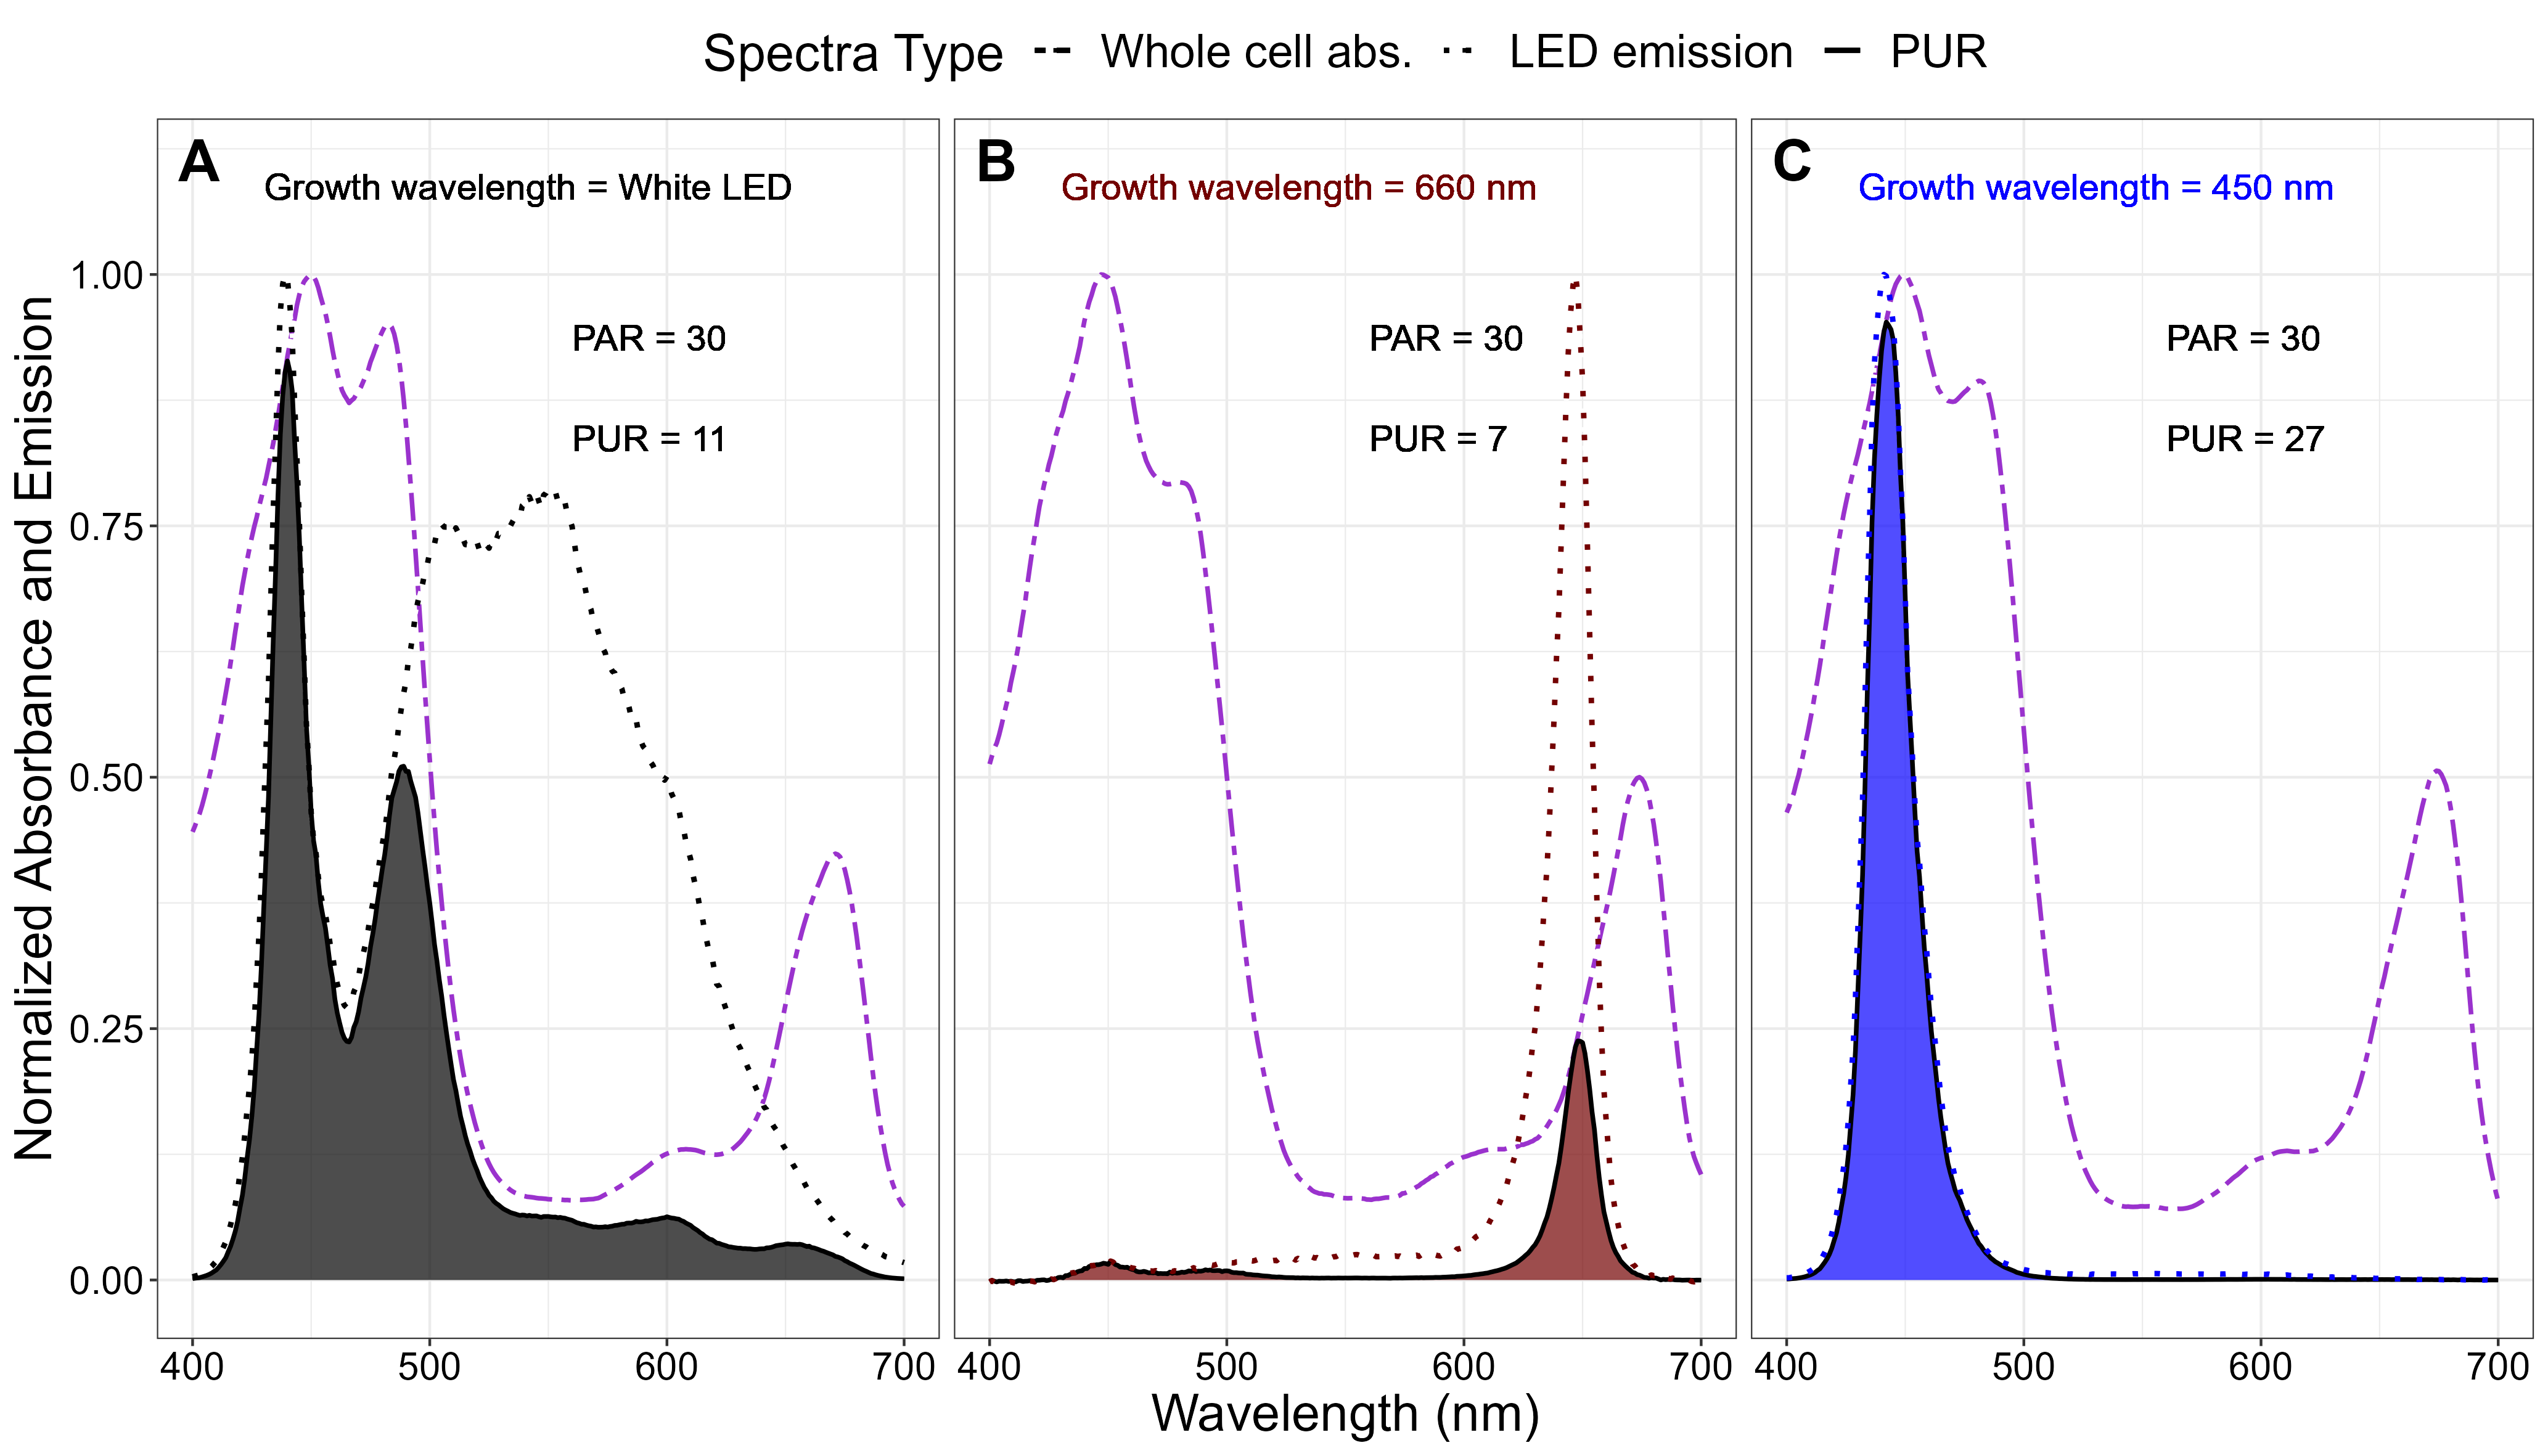 Spectra Type Whole cell abs. LED emission PUR
A
Growth wavelength = White LED
PAR = 30
PUR = 11
B
Growth wavelength = 660 nm
PAR = 30
PUR = 7
C
Growth wavelength = 450 nm
PAR = 30
PUR = 27
Normalized Absorbance and Emission
1.00
0.75
0.50
0.25
0.00
400 500 600 700
400 500 600 700
400 500 600 700
Wavelength (nm)